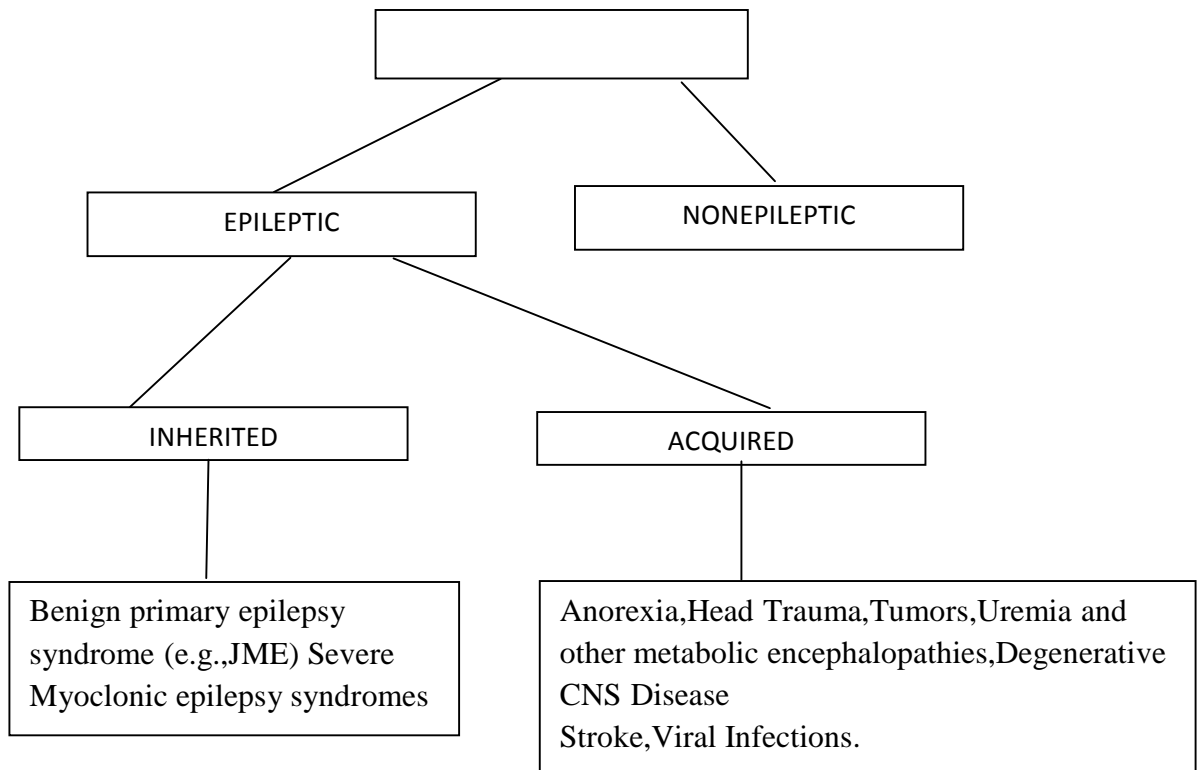 EPILEPTIC
NONEPILEPTIC
INHERITED
ACQUIRED
Benign primary epilepsy
syndrome (e.g.,JME) Severe
Myoclonic epilepsy syndromes
Anorexia,Head Trauma,Tumors,Uremia and
other metabolic encephalopathies,Degenerative
CNS Disease
Stroke,Viral Infections.